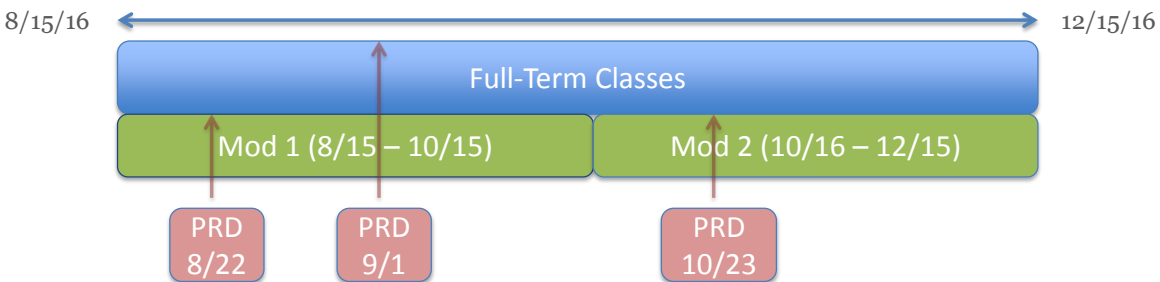 8/15/16
12/15/16
Full-Term Classes
Mod 1 (8/15 – 10/15)
Mod 2 (10/16 – 12/15)
PRD
8/22
PRD
9/1
PRD
10/23